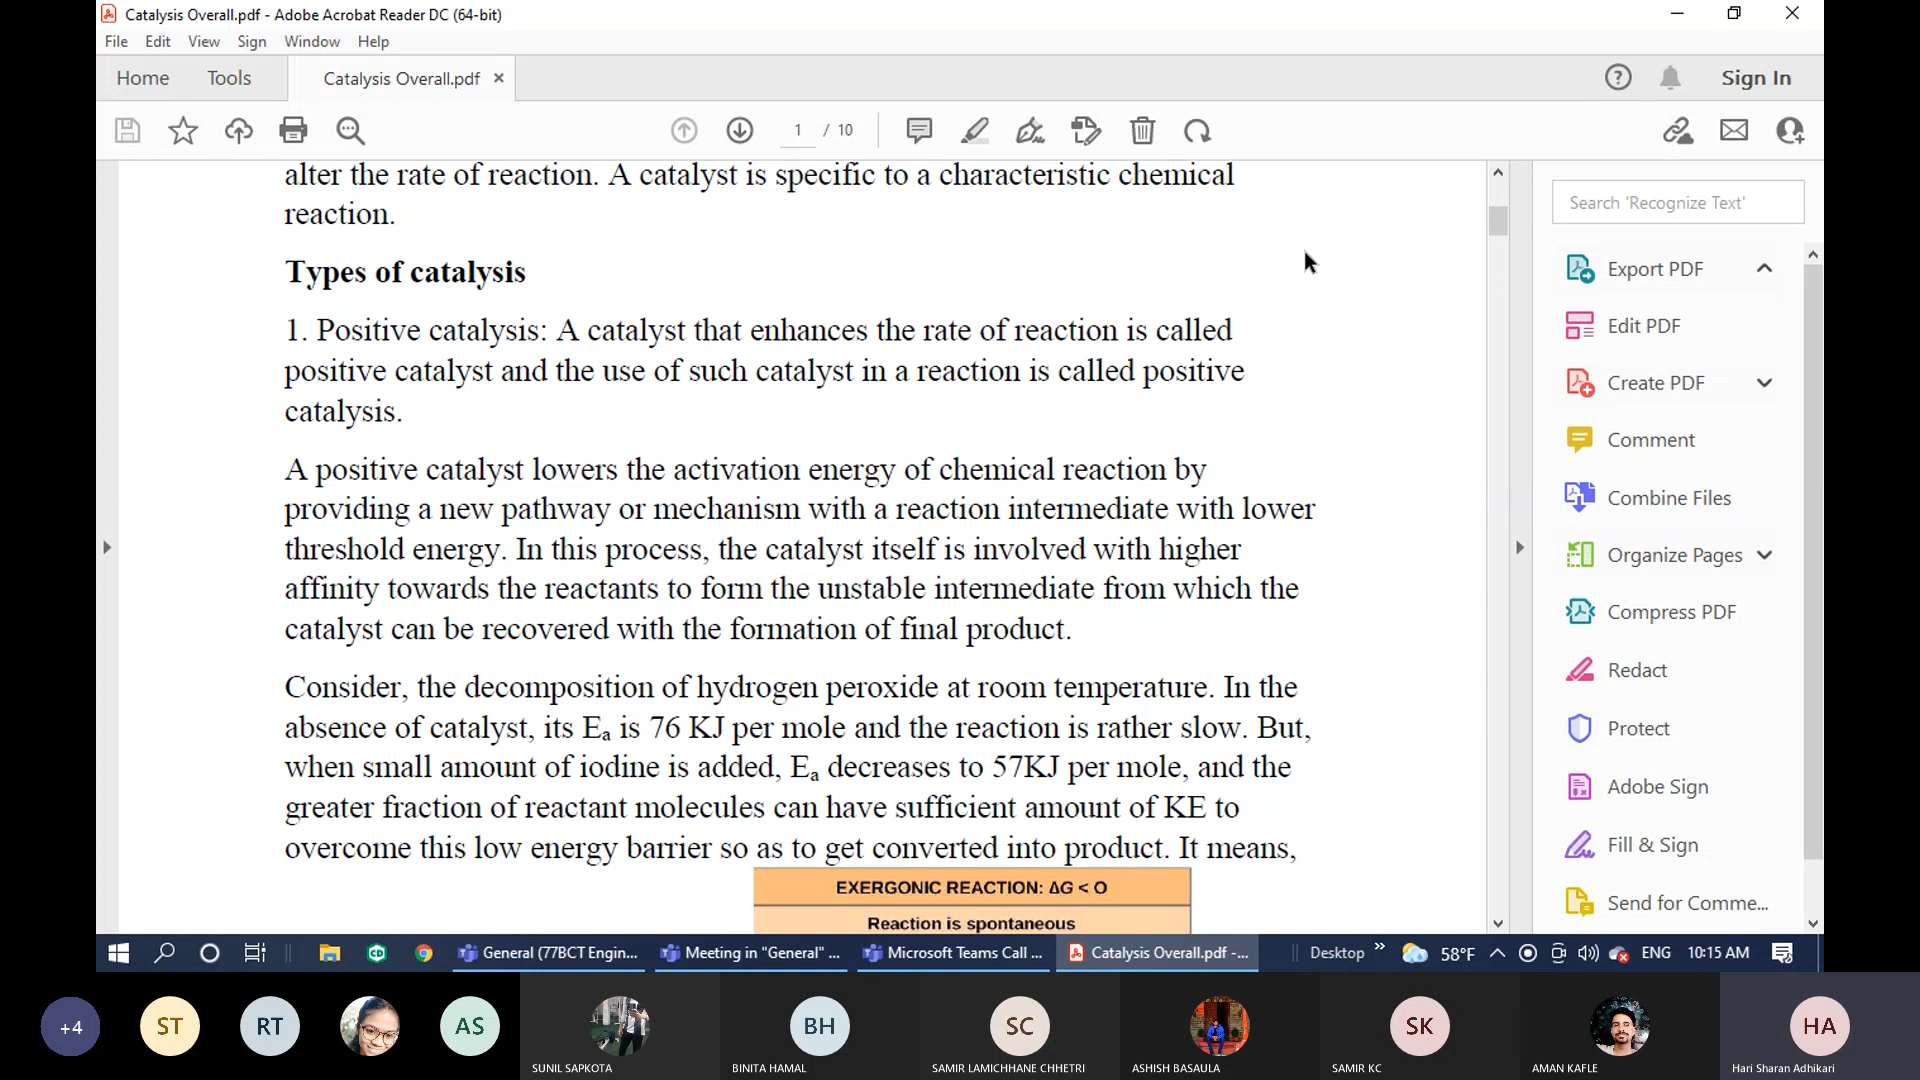 Catalysis Overall.pdf - Adobe Acrobat Reader DC (64-bit)
File Edit View Sign Window Help
Home Tools Catalysis Overall.pdf × Sign In
1 / 10
alter the rate of reaction. A catalyst is specific to a characteristic chemical
reaction.
Types of catalysis
1. Positive catalysis: A catalyst that enhances the rate of reaction is called
positive catalyst and the use of such catalyst in a reaction is called positive
catalysis.
A positive catalyst lowers the activation energy of chemical reaction by
providing a new pathway or mechanism with a reaction intermediate with lower
threshold energy. In this process, the catalyst itself is involved with higher
affinity towards the reactants to form the unstable intermediate from which the
catalyst can be recovered with the formation of final product.
Consider, the decomposition of hydrogen peroxide at room temperature. In the
absence of catalyst, its Eₐ is 76 KJ per mole and the reaction is rather slow. But,
when small amount of iodine is added, Eₐ decreases to 57KJ per mole, and the
greater fraction of reactant molecules can have sufficient amount of KE to
overcome this low energy barrier so as to get converted into product. It means,
EXERGONIC REACTION: ΔG < O
Reaction is spontaneous
Search 'Recognize Text'
Export PDF
Edit PDF
Create PDF
Comment
Combine Files
Organize Pages
Compress PDF
Redact
Protect
Adobe Sign
Fill & Sign
Send for Comme...
General (77BCT Engin... Meeting in "General" ... Microsoft Teams Call ... Catalysis Overall.pdf -... Desktop » 58°F ENG 10:15 AM
+4 ST RT AS BH SC SK HA
SUNIL SAPKOTA BINITA HAMAL SAMIR LAMICHHANE CHHETRI ASHISH BASAULA SAMIR KC AMAN KAFLE Hari Sharan Adhikari